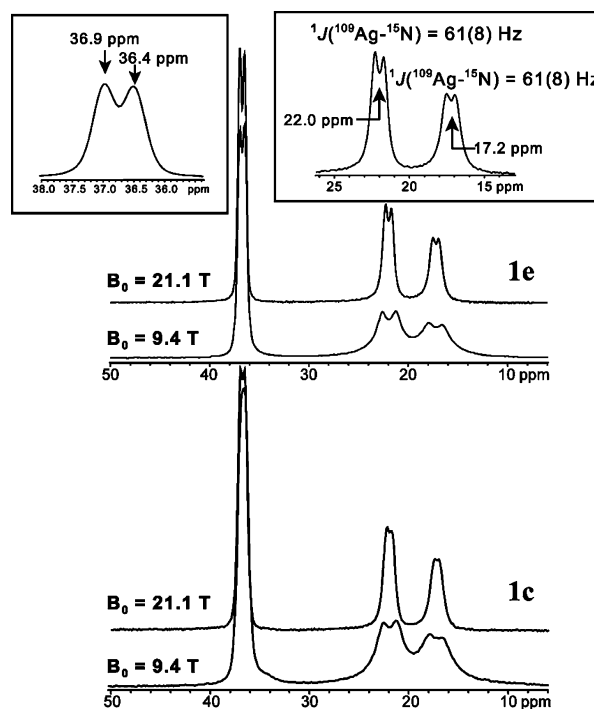 36.9 ppm
36.4 ppm
38.0 37.5 37.0 36.5 36.0 ppm
¹J(¹⁰⁹Ag-¹⁵N) = 61(8) Hz
¹J(¹⁰⁹Ag-¹⁵N) = 61(8) Hz
22.0 ppm
17.2 ppm
25 20 15 ppm
1e
B₀ = 21.1 T
B₀ = 9.4 T
50 40 30 20 10 ppm
1c
B₀ = 21.1 T
B₀ = 9.4 T
50 40 30 20 10 ppm